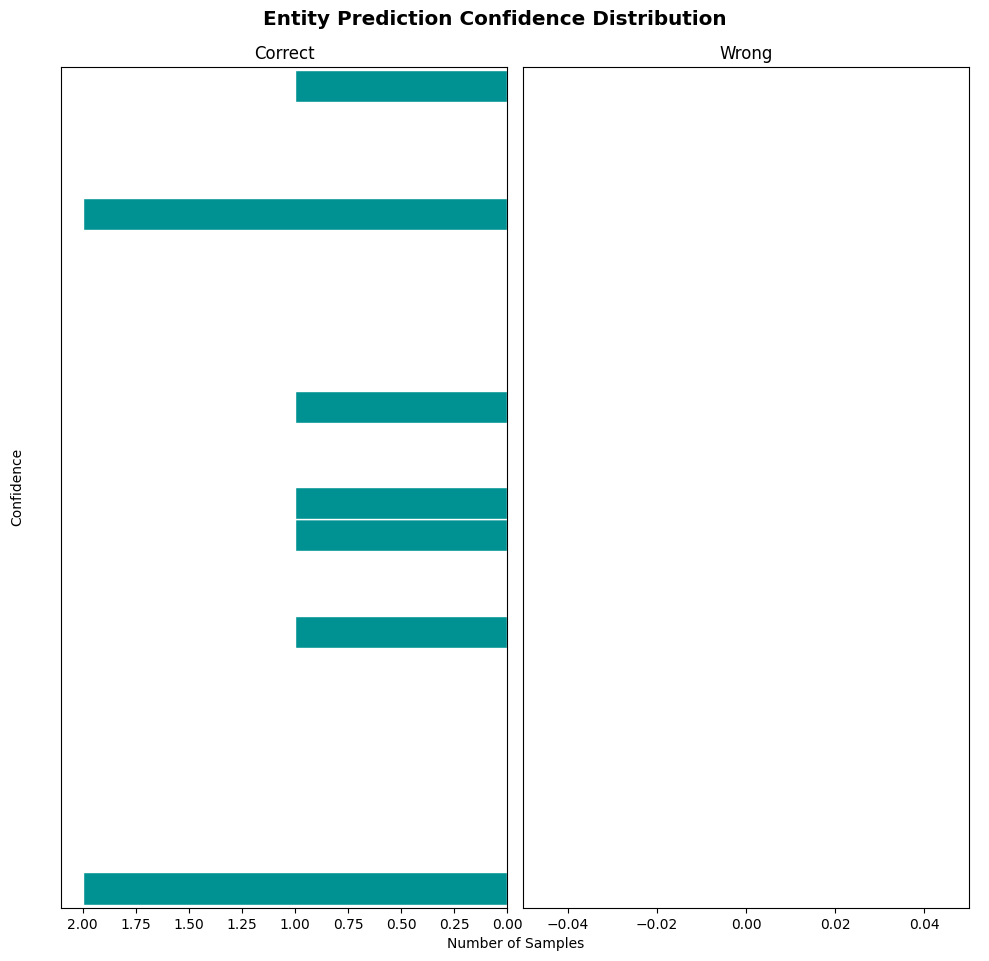 Entity Prediction Confidence Distribution
Correct
Wrong
Confidence
2.00 1.75 1.50 1.25 1.00 0.75 0.50 0.25 0.00
−0.04 −0.02 0.00 0.02 0.04
Number of Samples